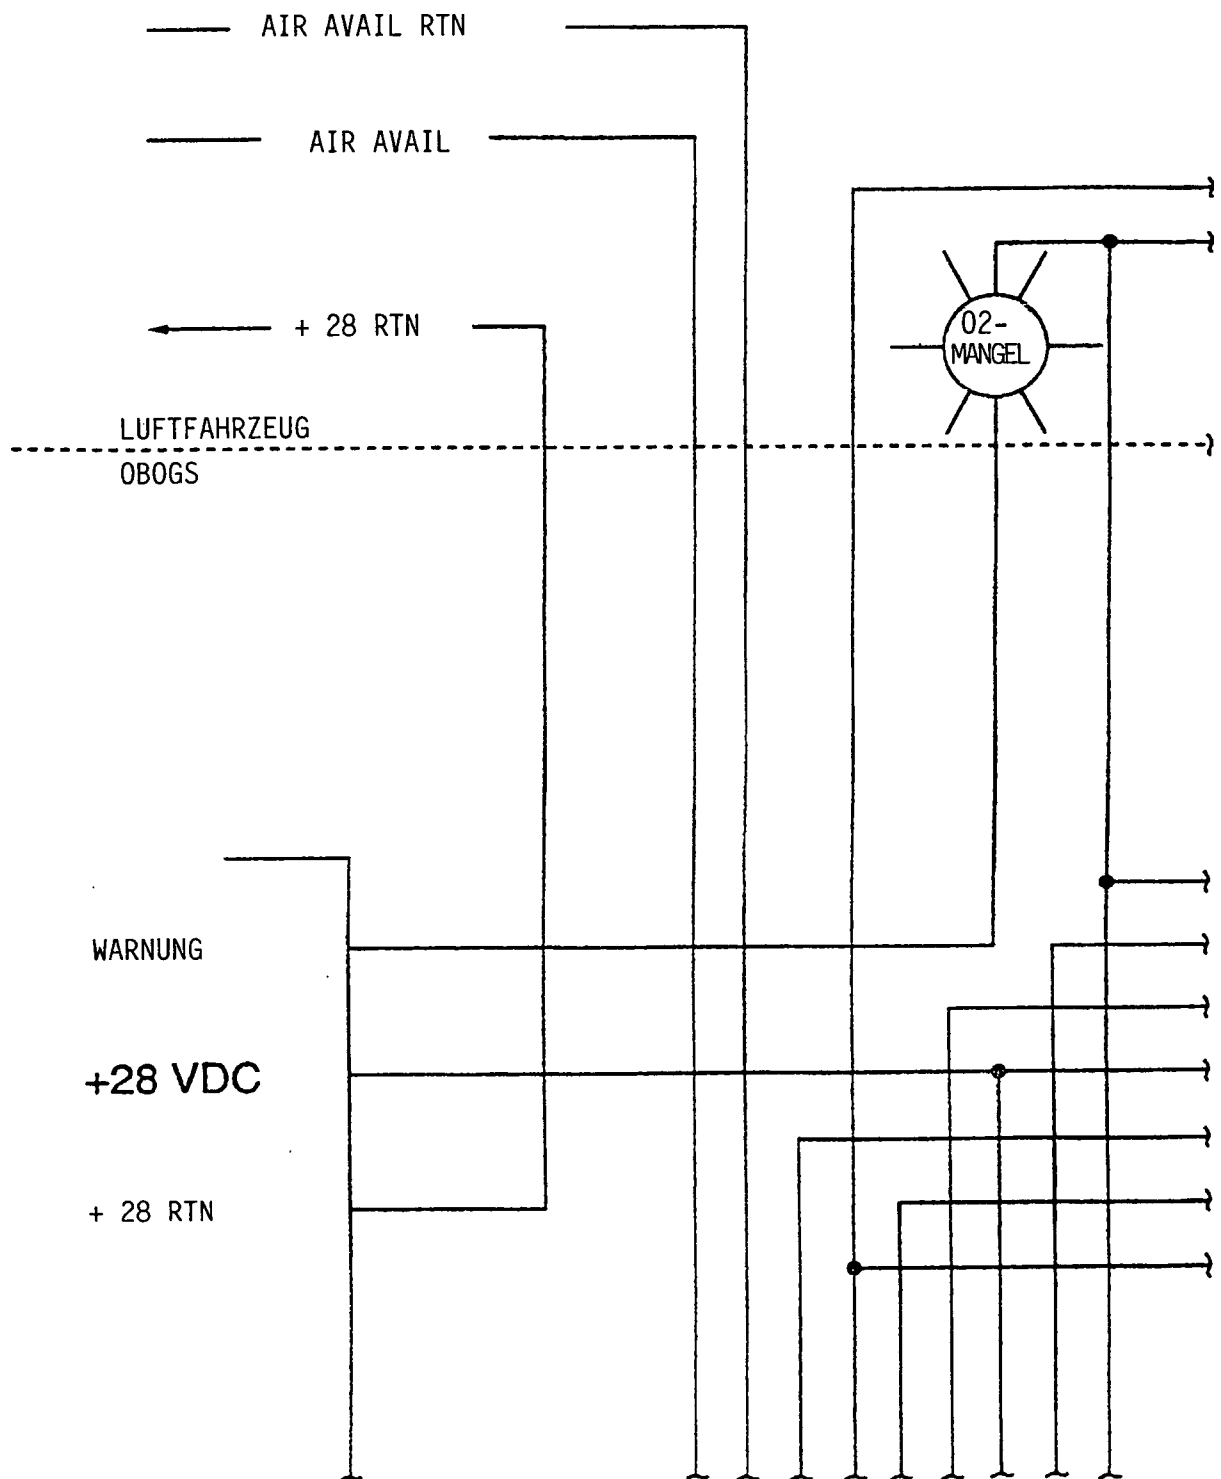 AIR AVAIL RTN
AIR AVAIL
+ 28 RTN
O2-
MANGEL
LUFTFAHRZEUG
OBOGS
WARNUNG
+28 VDC
+ 28 RTN